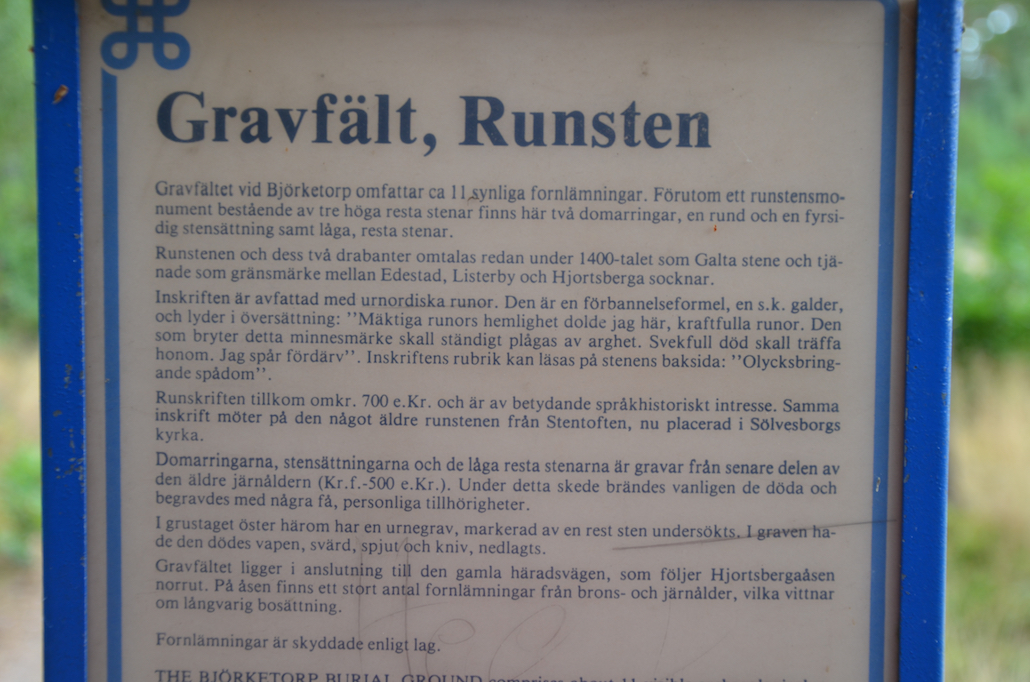 Gravfält, Runsten
Gravfältet vid Björketorp omfattar ca 11 synliga fornlämningar. Förutom ett runstensmo-
nument bestående av tre höga resta stenar finns här två domarringar, en rund och en fyrsi-
dig stensättning samt låga, resta stenar.
Runstenen och dess två drabanter omtalas redan under 1400-talet som Galta stene och tjä-
nade som gränsmärke mellan Edestad, Listerby och Hjortsberga socknar.
Inskriften är avfattad med urnordiska runor. Den är en förbannelseformel, en s.k. galder,
och lyder i översättning: ''Mäktiga runors hemlighet dolde jag här, kraftfulla runor. Den
som bryter detta minnesmärke skall ständigt plågas av arghet. Svekfull död skall träffa
honom. Jag spår fördärv''. Inskriftens rubrik kan läsas på stenens baksida: ''Olycksbring-
ande spådom''.
Runskriften tillkom omkr. 700 e.Kr. och är av betydande språkhistoriskt intresse. Samma
inskrift möter på den något äldre runstenen från Stentoften, nu placerad i Sölvesborgs
kyrka.
Domarringarna, stensättningarna och de låga resta stenarna är gravar från senare delen av
den äldre järnåldern (Kr.f.-500 e.Kr.). Under detta skede brändes vanligen de döda och
begravdes med några få, personliga tillhörigheter.
I grustaget öster härom har en urnegrav, markerad av en rest sten undersökts. I graven ha-
de den dödes vapen, svärd, spjut och kniv, nedlagts.
Gravfältet ligger i anslutning till den gamla häradsvägen, som följer Hjortsbergaåsen
norrut. På åsen finns ett stort antal fornlämningar från brons- och järnålder, vilka vittnar
om långvarig bosättning.
Fornlämningar är skyddade enligt lag.
THE BJÖRKETORP BURIAL GROUND comprises about